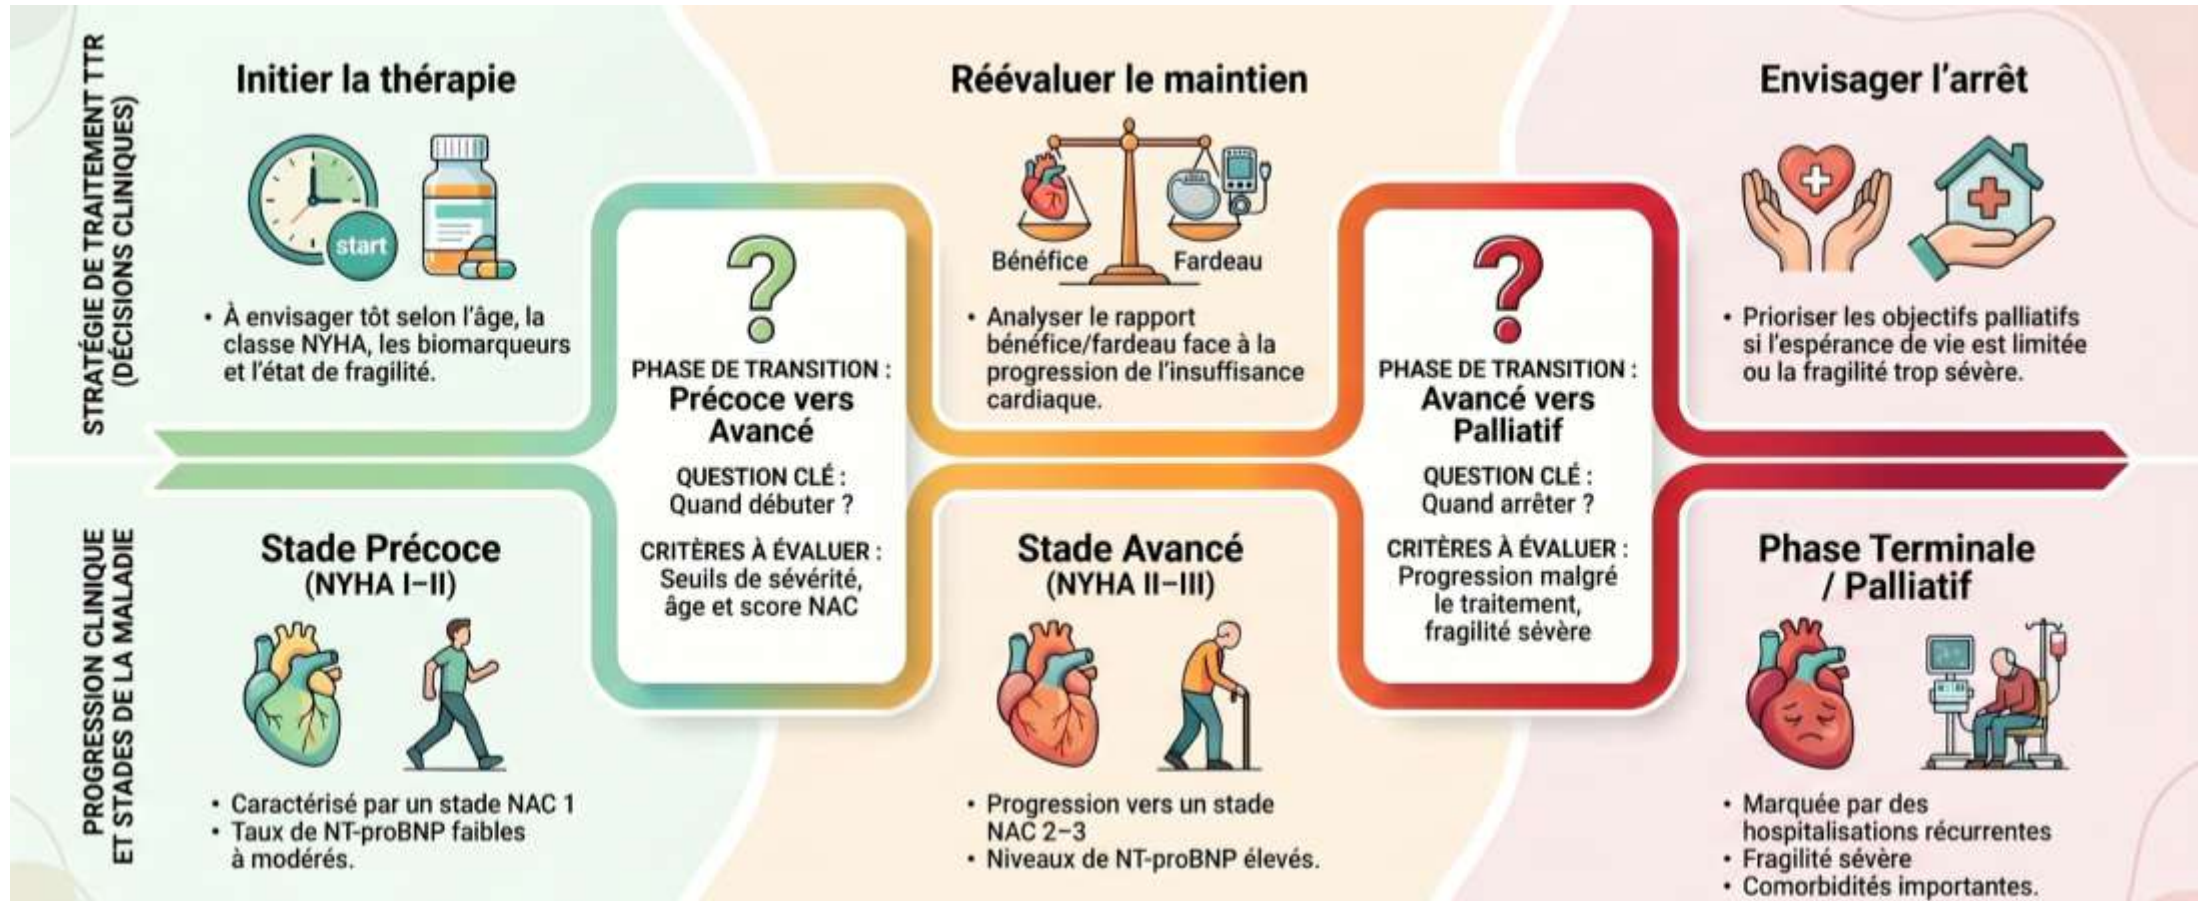 STRATÉGIE DE TRAITEMENT TTR
(DÉCISIONS CLINIQUES)
Initier la thérapie
start
• À envisager tôt selon l'âge, la
classe NYHA, les biomarqueurs
et l'état de fragilité.
?
PHASE DE TRANSITION :
Précoce vers
Avancé
QUESTION CLÉ :
Quand débuter ?
CRITÈRES À ÉVALUER :
Seuils de sévérité,
âge et score NAC
Réévaluer le maintien
Bénéfice
Fardeau
• Analyser le rapport
bénéfice/fardeau face à la
progression de l'insuffisance
cardiaque.
?
PHASE DE TRANSITION :
Avancé vers
Palliatif
QUESTION CLÉ :
Quand arrêter ?
CRITÈRES À ÉVALUER :
Progression malgré
le traitement,
fragilité sévère
Envisager l'arrêt
• Prioriser les objectifs palliatifs
si l'espérance de vie est limitée
ou la fragilité trop sévère.
PROGRESSION CLINIQUE
ET STADES DE LA MALADIE
Stade Précoce
(NYHA I–II)
• Caractérisé par un stade NAC 1
• Taux de NT-proBNP faibles
à modérés.
Stade Avancé
(NYHA II–III)
• Progression vers un stade
NAC 2–3
• Niveaux de NT-proBNP élevés.
Phase Terminale
/ Palliatif
• Marquée par des
hospitalisations récurrentes
• Fragilité sévère
• Comorbidités importantes.